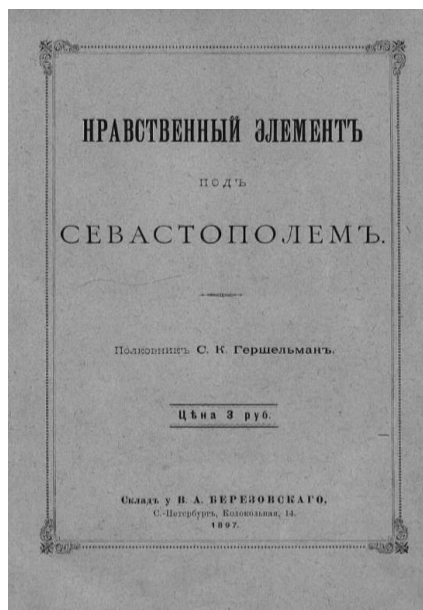 НРАВСТВЕННЫЙ ЭЛЕМЕНТЪ
ПОДЪ
СЕВАСТОПОЛЕМЪ.
Полковникъ С. К. Гершельманъ.
Цѣна 3 руб.
Складъ у В. А. БЕРЕЗОВСКАГО,
С.-Петербургъ, Колокольная, 14.
1897.